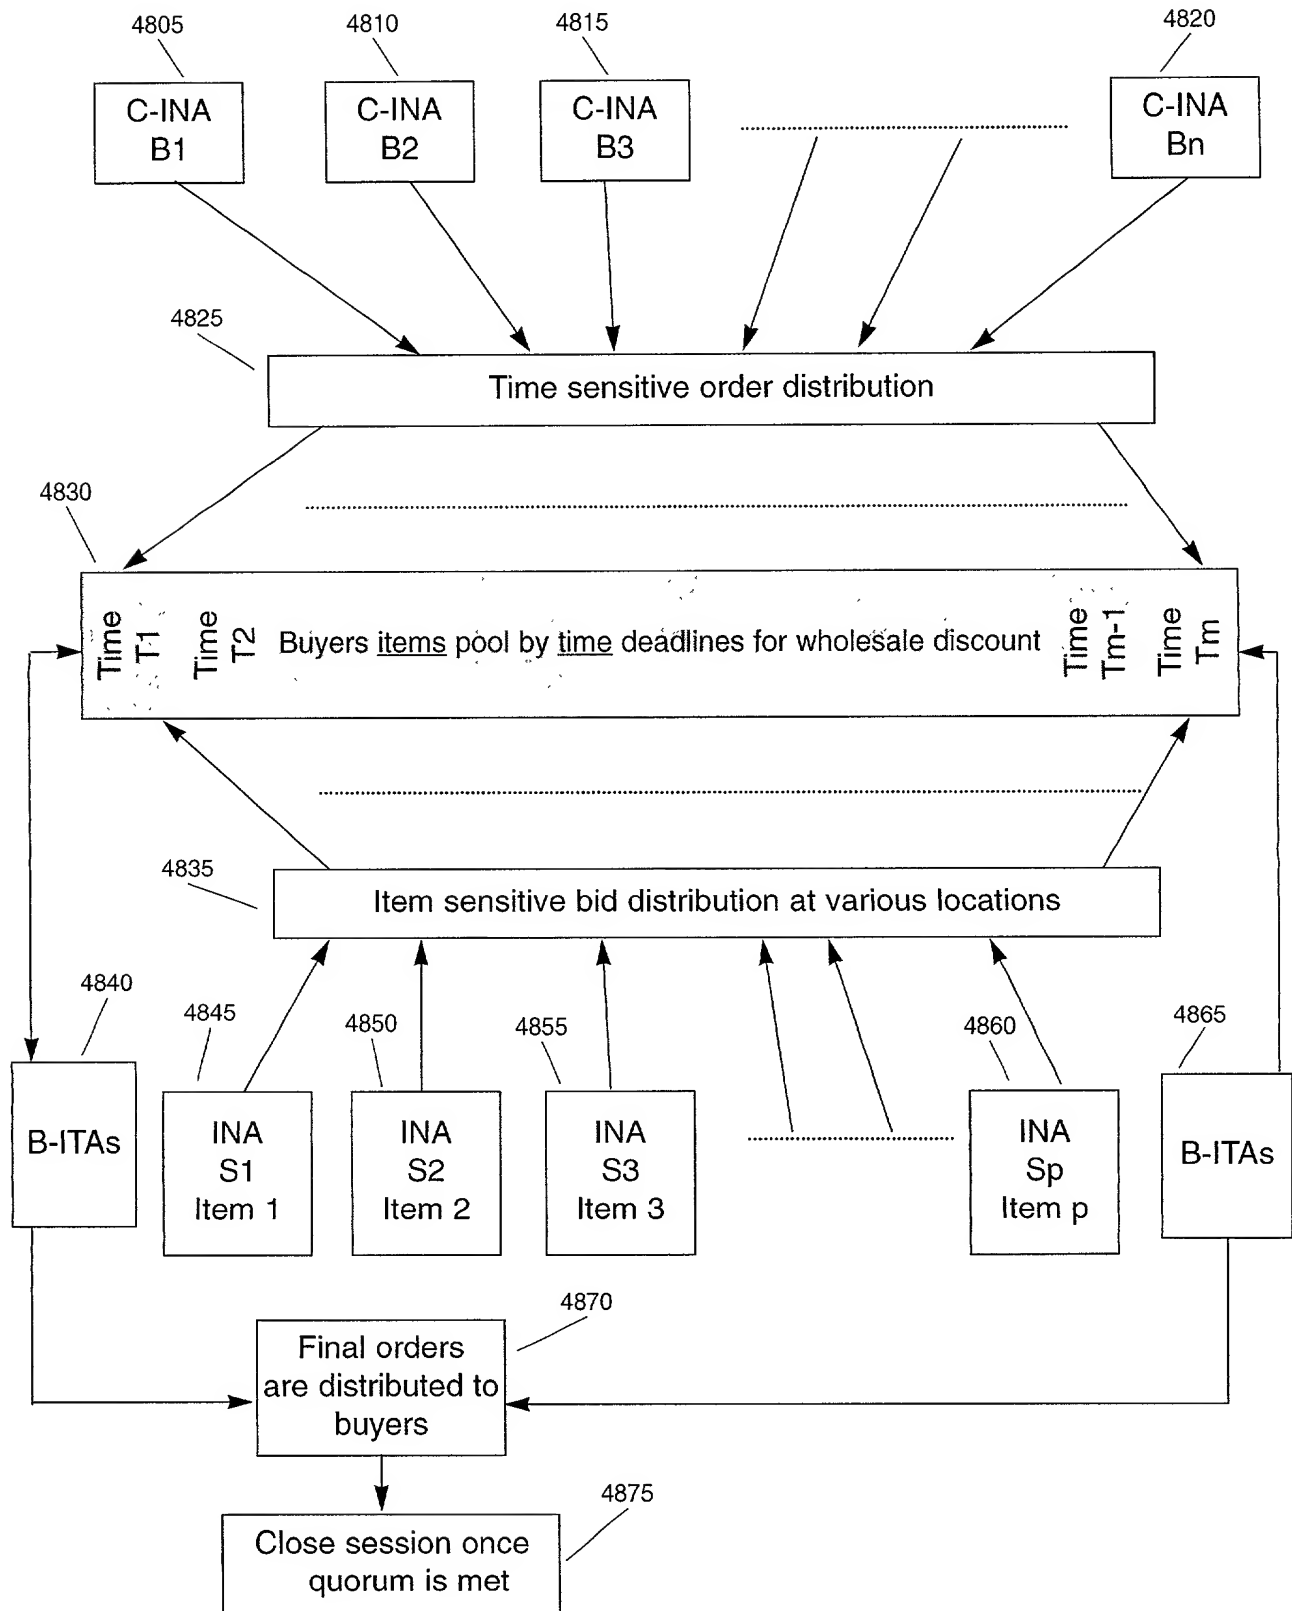 4805
4810
4815
4820
C-INA
B1
C-INA
B2
C-INA
B3
C-INA
Bn
4825
Time sensitive order distribution
4830
Time
T1
Time
T2
Buyers items pool by time deadlines for wholesale discount
Time
Tm-1
Time
Tm
4835
Item sensitive bid distribution at various locations
4840
4845
4850
4855
4860
4865
B-ITAs
INA
S1
Item 1
INA
S2
Item 2
INA
S3
Item 3
INA
Sp
Item p
B-ITAs
4870
Final orders
are distributed to
buyers
4875
Close session once
quorum is met